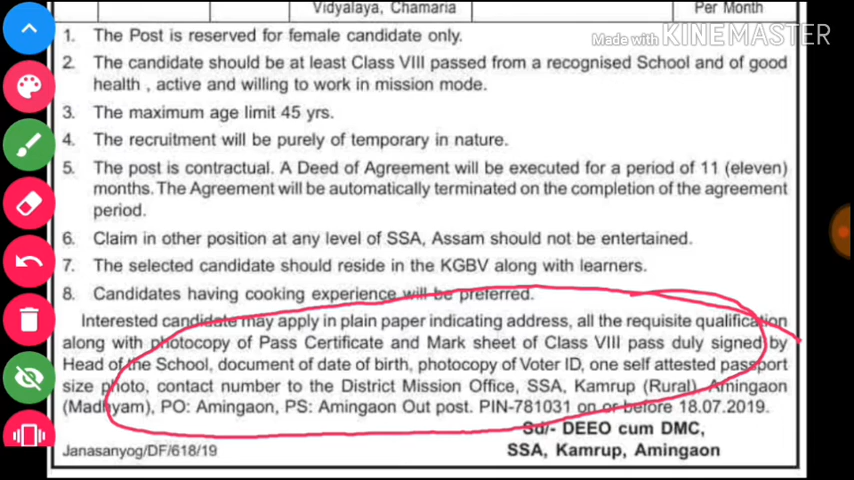 Vidyalaya, Chamaria
Per Month
Made with KINEMASTER
1. The Post is reserved for female candidate only.
2. The candidate should be at least Class VIII passed from a recognised School and of good
health , active and willing to work in mission mode.
3. The maximum age limit 45 yrs.
4. The recruitment will be purely of temporary in nature.
5. The post is contractual. A Deed of Agreement will be executed for a period of 11 (eleven)
months. The Agreement will be automatically terminated on the completion of the agreement
period.
6. Claim in other position at any level of SSA, Assam should not be entertained.
7. The selected candidate should reside in the KGBV along with learners.
8. Candidates having cooking experience will be preferred.
Interested candidate may apply in plain paper indicating address, all the requisite qualification
along with photocopy of Pass Certificate and Mark sheet of Class VIII pass duly signed by
Head of the School, document of date of birth, photocopy of Voter ID, one self attested passport
size photo, contact number to the District Mission Office, SSA, Kamrup (Rural), Amingaon
(Madhyam), PO: Amingaon, PS: Amingaon Out post. PIN-781031 on or before 18.07.2019.
Sd/- DEEO cum DMC,
Janasanyog/DF/618/19
SSA, Kamrup, Amingaon